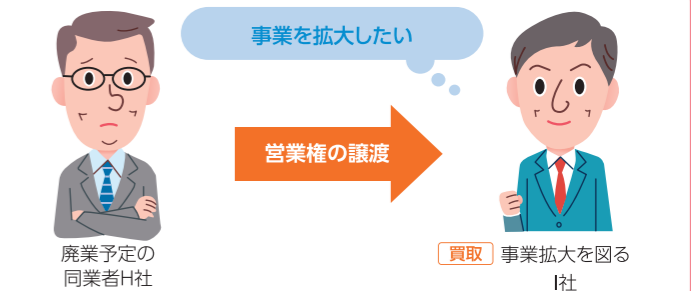 事業を拡大したい
営業権の譲渡
廃業予定の
同業者H社
買取 事業拡大を図る
I社